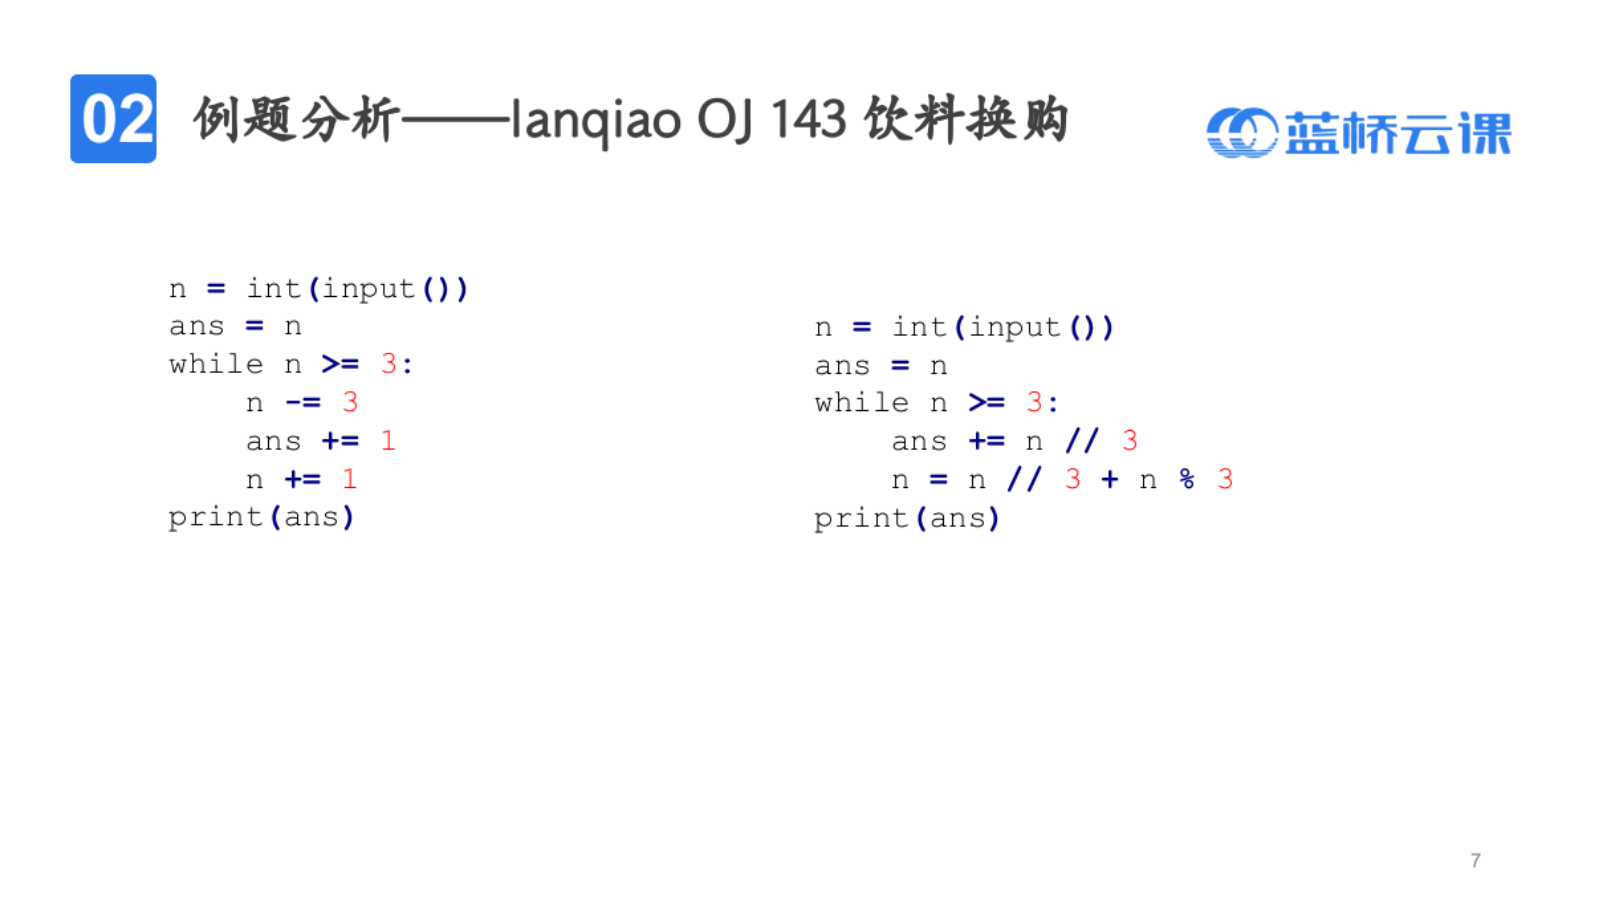 02
例题分析——lanqiao OJ 143 饮料换购
蓝桥云课
n = int(input())
ans = n
while n >= 3:
    n -= 3
    ans += 1
    n += 1
print(ans)
n = int(input())
ans = n
while n >= 3:
    ans += n // 3
    n = n // 3 + n % 3
print(ans)
7